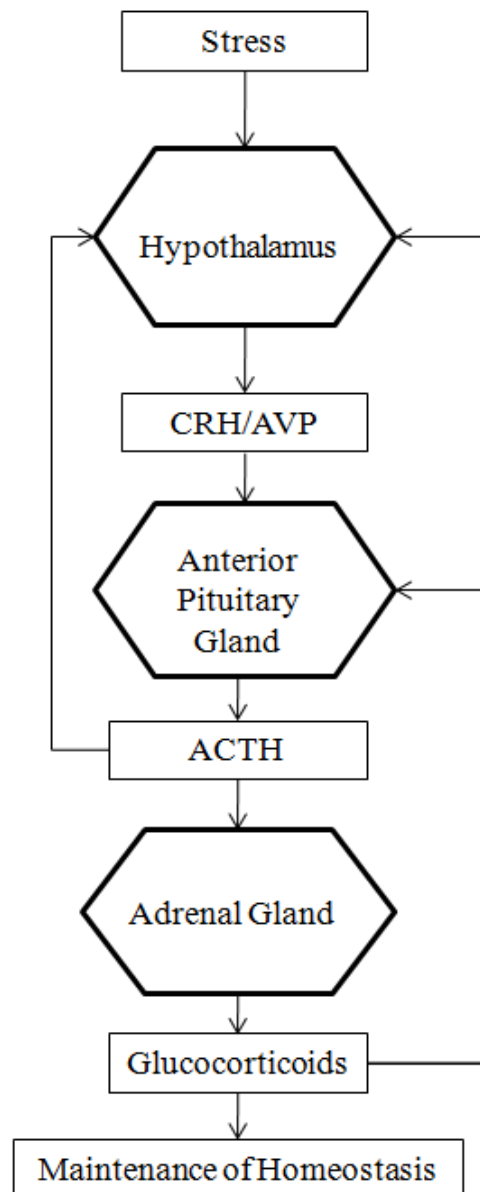 Stress
Hypothalamus
CRH/AVP
Anterior
Pituitary
Gland
ACTH
Adrenal Gland
Glucocorticoids
Maintenance of Homeostasis